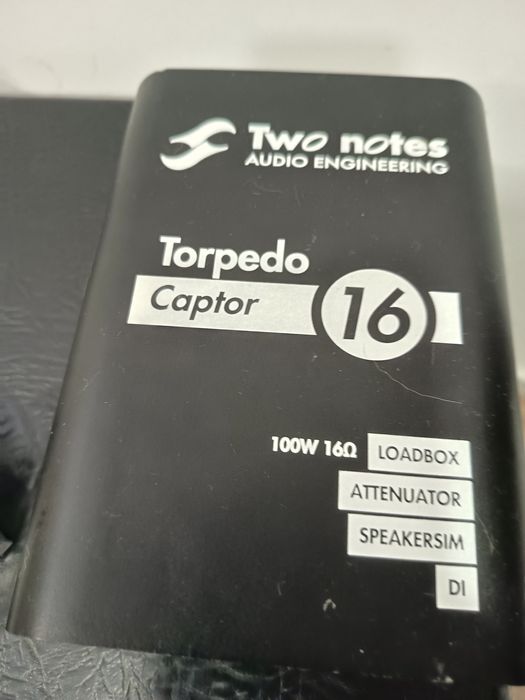 Two notes
AUDIO ENGINEERING
Torpedo
Captor 16
100W 16Ω LOADBOX
ATTENUATOR
SPEAKERSIM
DI